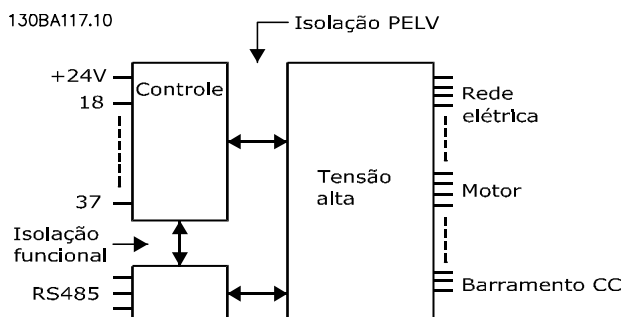 130BA117.10
Isolação PELV
+24V
Controle
18
37
Tensão
alta
Rede
elétrica
Motor
Isolação
funcional
RS485
Barramento CC